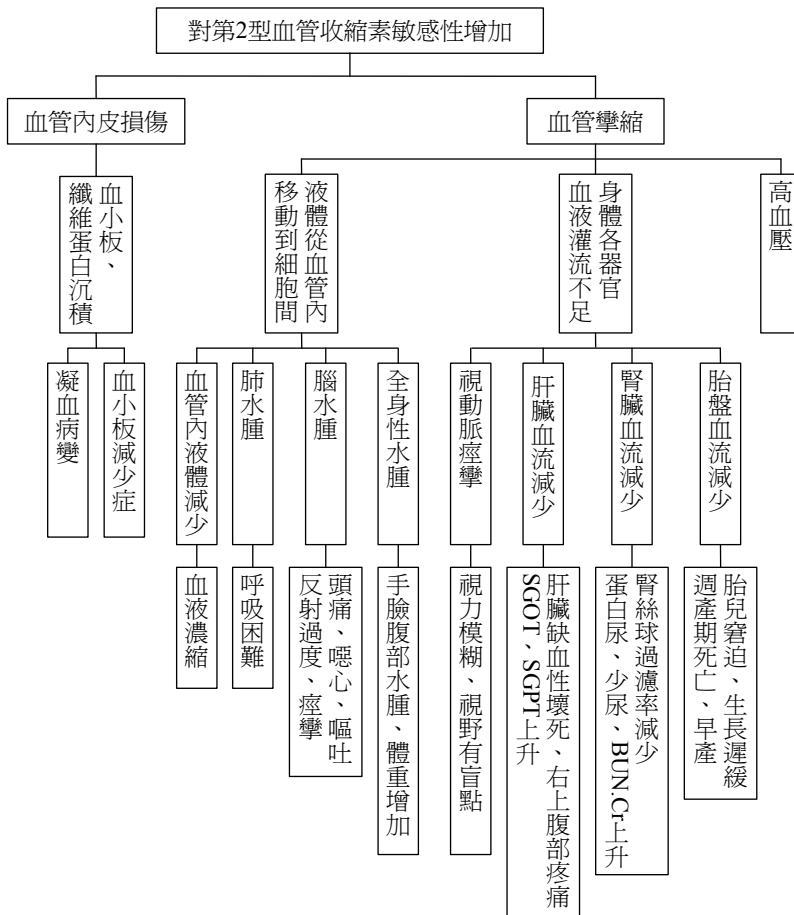 對第2型血管收縮素敏感性增加
血管內皮損傷
血管攣縮
血小板、
纖維蛋白沉積
液體從血管內
移動到細胞間
身體各器官
血液灌流不足
高血壓
凝血病變
血小板減少症
血管內液體減少
肺水腫
腦水腫
全身性水腫
視動脈痙攣
肝臟血流減少
腎臟血流減少
胎盤血流減少
血液濃縮
呼吸困難
頭痛、噁心、嘔吐
反射過度、痙攣
手臉腹部水腫、體重增加
視力模糊、視野有盲點
肝臟缺血性壞死、右上腹部疼痛
SGOT、SGPT上升
腎絲球過濾率減少
蛋白尿、少尿、BUN.Cr上升
胎兒窘迫、生長遲緩
週產期死亡、早產